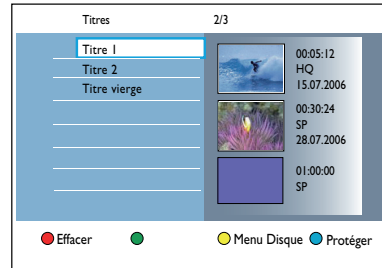 Titres 2/3
Titre 1
Titre 2
Titre vierge
00:05:12
HQ
15.07.2006
00:30:24
SP
28.07.2006
01:00:00
SP
Effacer Menu Disque Protéger